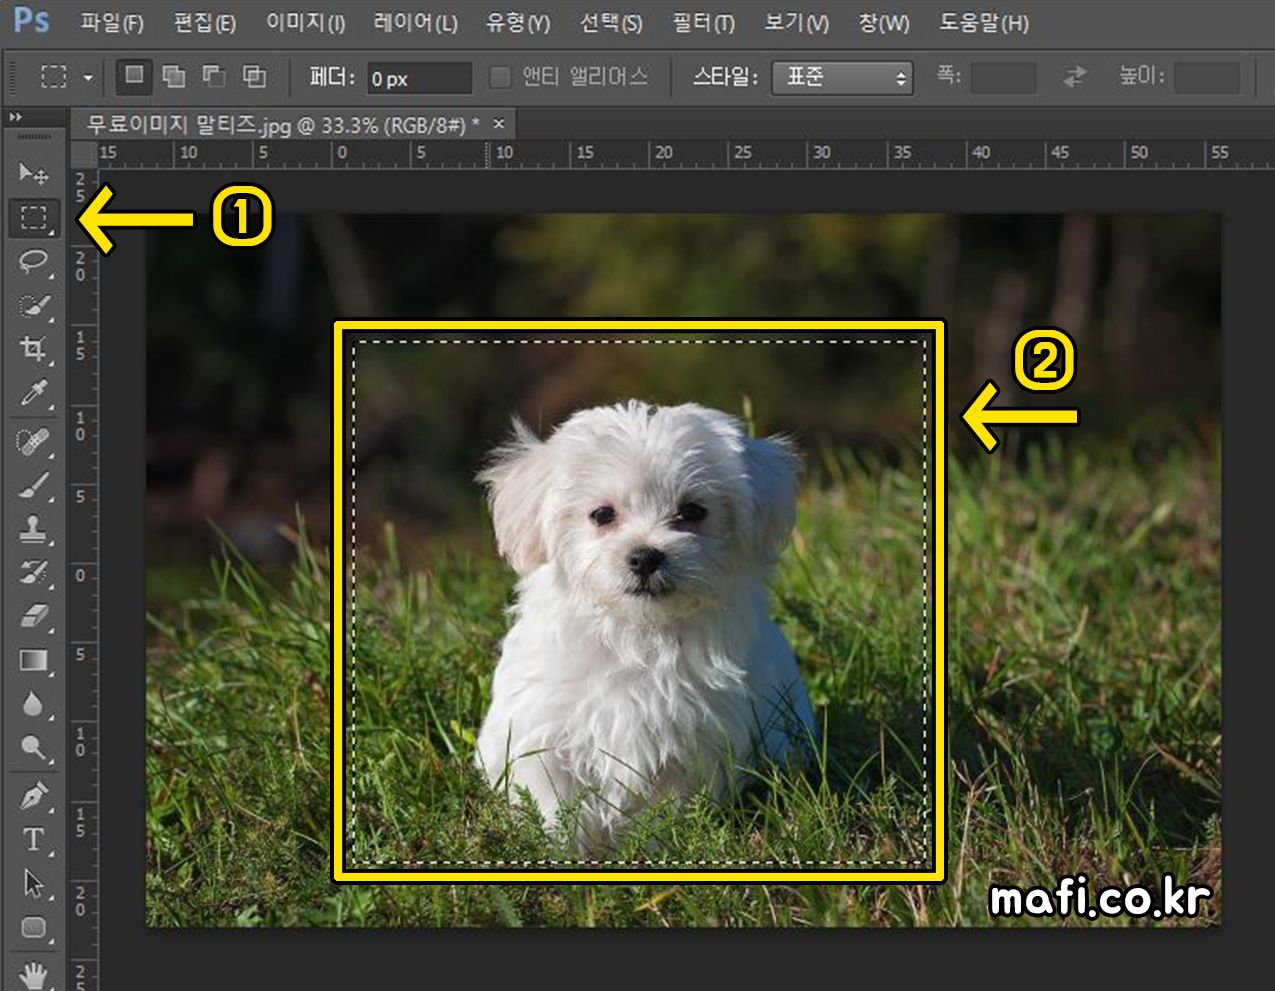 Ps 파일(F) 편집(E) 이미지(I) 레이어(L) 유형(Y) 선택(S) 필터(T) 보기(V) 창(W) 도움말(H)
페더: 0 px 앤티 앨리어스 스타일: 표준 폭: 높이:
무료이미지 말티즈.jpg @ 33.3% (RGB/8#) * ×
15 10 5 0 5 10 15 20 25 30 35 40 45 50 55
25
①
20
15
②
10
5
0
5
10
15
T
20
mafi.co.kr
25